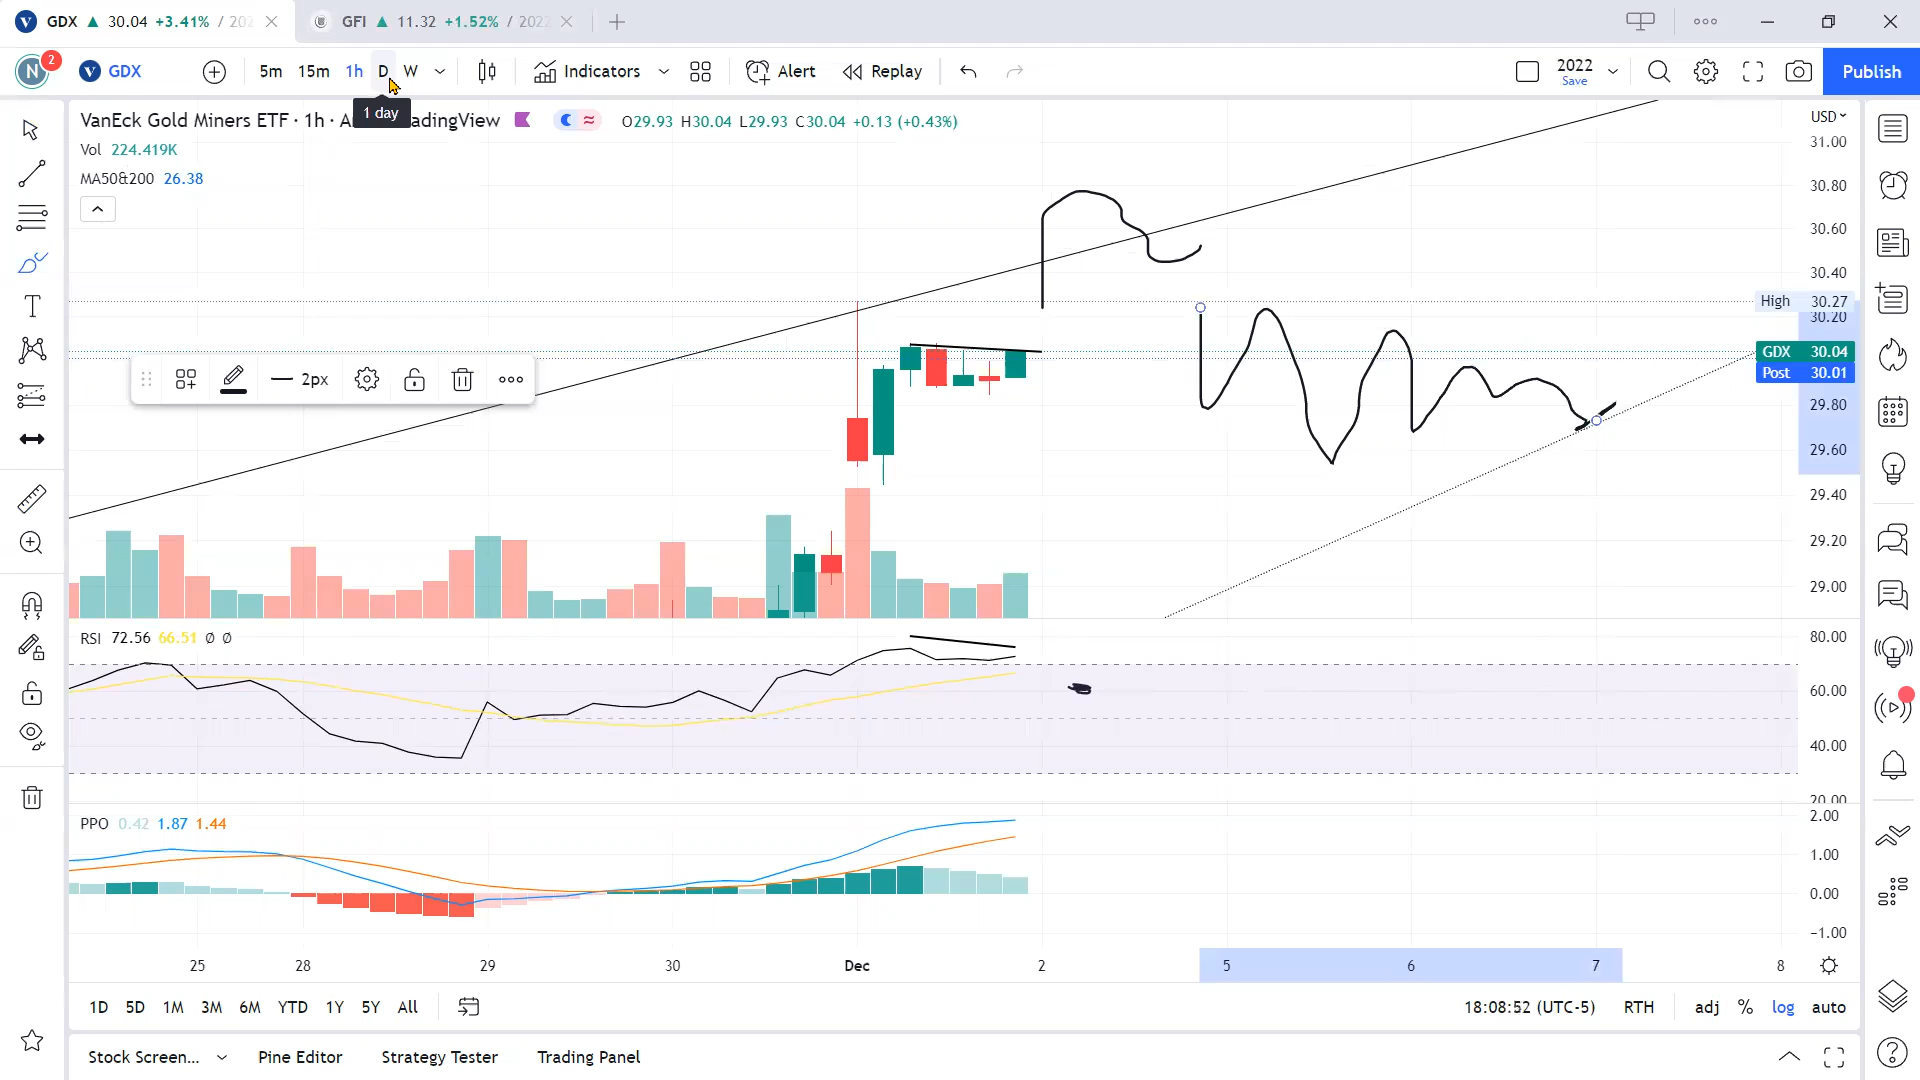 GDX ▲ 30.04 +3.41% / 202
GFI ▲ 11.32 +1.52% / 2022
N 2 GDX 5m 15m 1h D W Indicators Alert Replay 2022 Save Publish
1 day
VanEck Gold Miners ETF · 1h · A adingView O29.93 H30.04 L29.93 C30.04 +0.13 (+0.43%)
USD
Vol 224.419K
MA50&200 26.38
31.00
30.80
30.60
30.40
High 30.27
30.20
GDX 30.04
Post 30.01
2px
29.80
29.60
29.40
29.20
29.00
RSI 72.56 66.51 Ø Ø
80.00
60.00
40.00
20.00
PPO 0.42 1.87 1.44
2.00
1.00
0.00
−1.00
25 28 29 30 Dec 2 5 6 7 8
1D 5D 1M 3M 6M YTD 1Y 5Y All 18:08:52 (UTC-5) RTH adj % log auto
Stock Screen... Pine Editor Strategy Tester Trading Panel